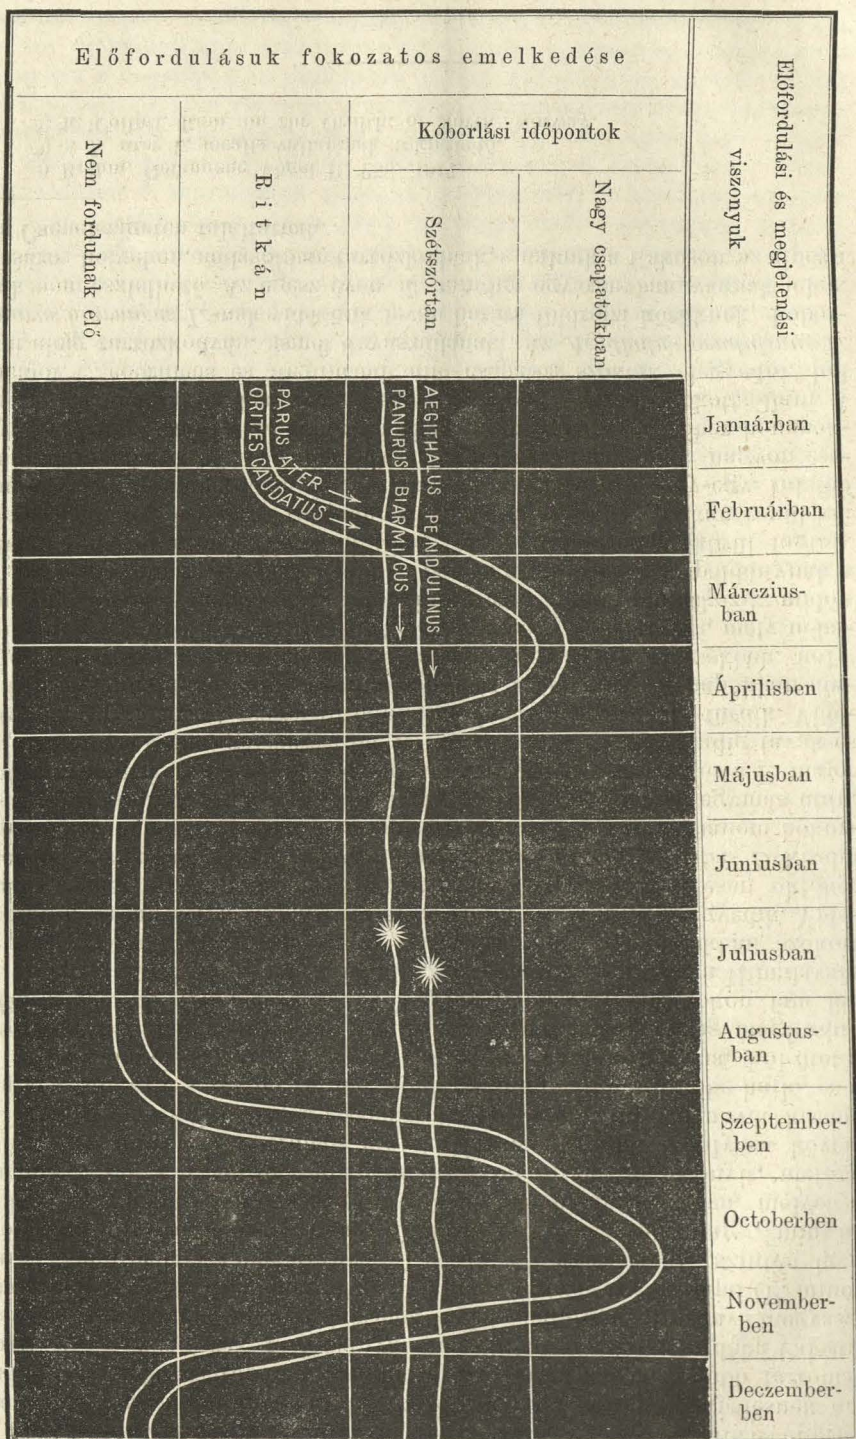 Előfordulásuk fokozatos emelkedése
Előfordulási és megjelenési
viszonyuk
Kóborlási időpontok
Nem fordulnak elő
Ritkán
Szétszórtan
Nagy csapatokban
ORITES CAUDATUS →
PARUS ATER →
PANURUS BIARMICUS →
AEGITHALUS PENDULINUS →
Januárban
Februárban
Márczius-
ban
Áprilisben
Májusban
Juniusban
Juliusban
Augustus-
ban
Szeptember-
ben
Octoberben
November-
ben
Deczember-
ben